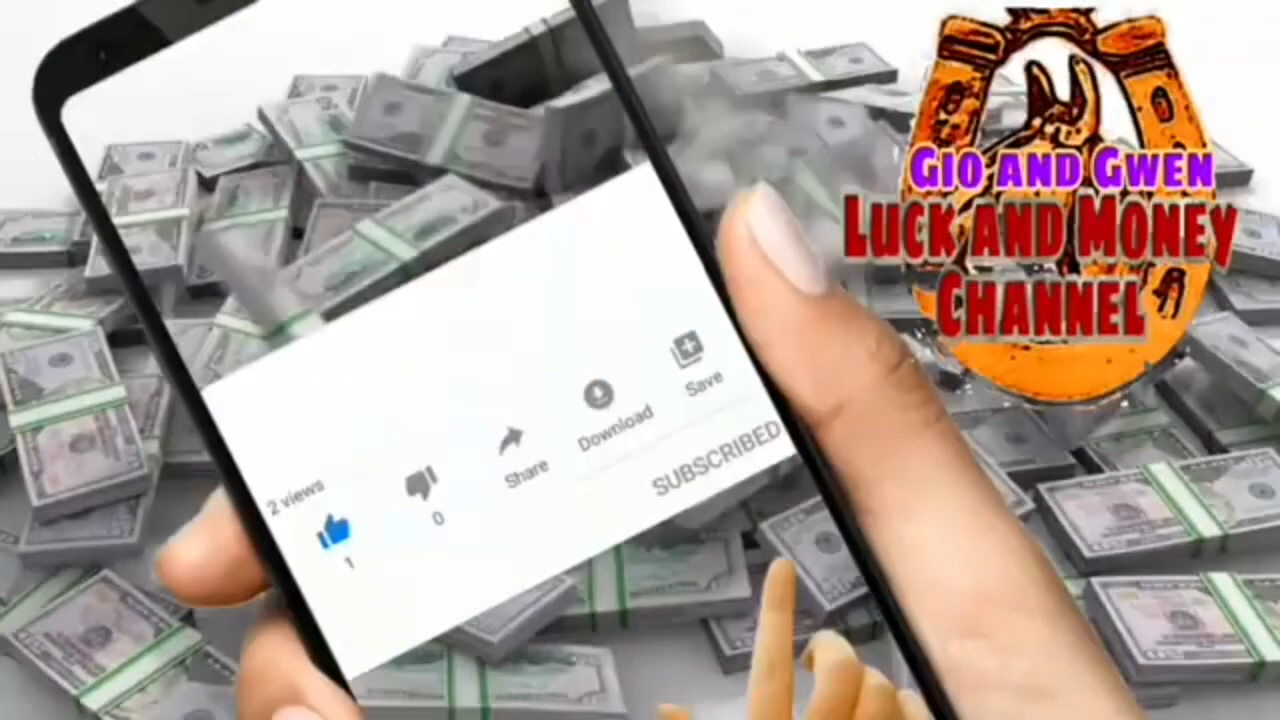 GIO AND GWEN
LUCK AND MONEY
CHANNEL
2 views
1
0
Share
Download
Save
SUBSCRIBED